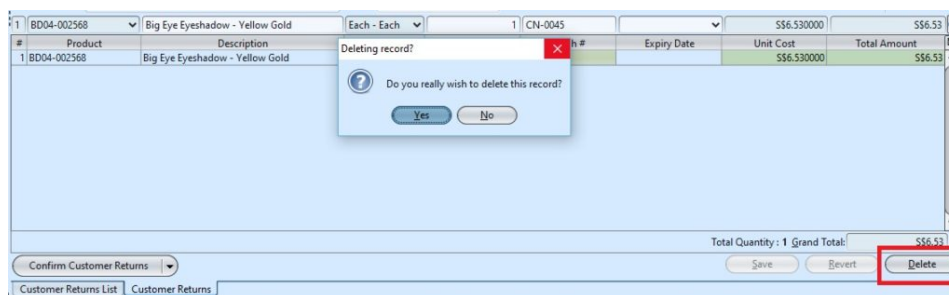 1 BD04-002568 Big Eye Eyeshadow - Yellow Gold Each - Each 1 CN-0045 S$6.530000 S$6.53
# Product Description h # Expiry Date Unit Cost Total Amount
1 BD04-002568 Big Eye Eyeshadow - Yellow Gold S$6.530000 S$6.53
Deleting record?
Do you really wish to delete this record?
Yes No
Total Quantity : 1 Grand Total: S$6.53
Confirm Customer Returns Save Revert Delete
Customer Returns List Customer Returns